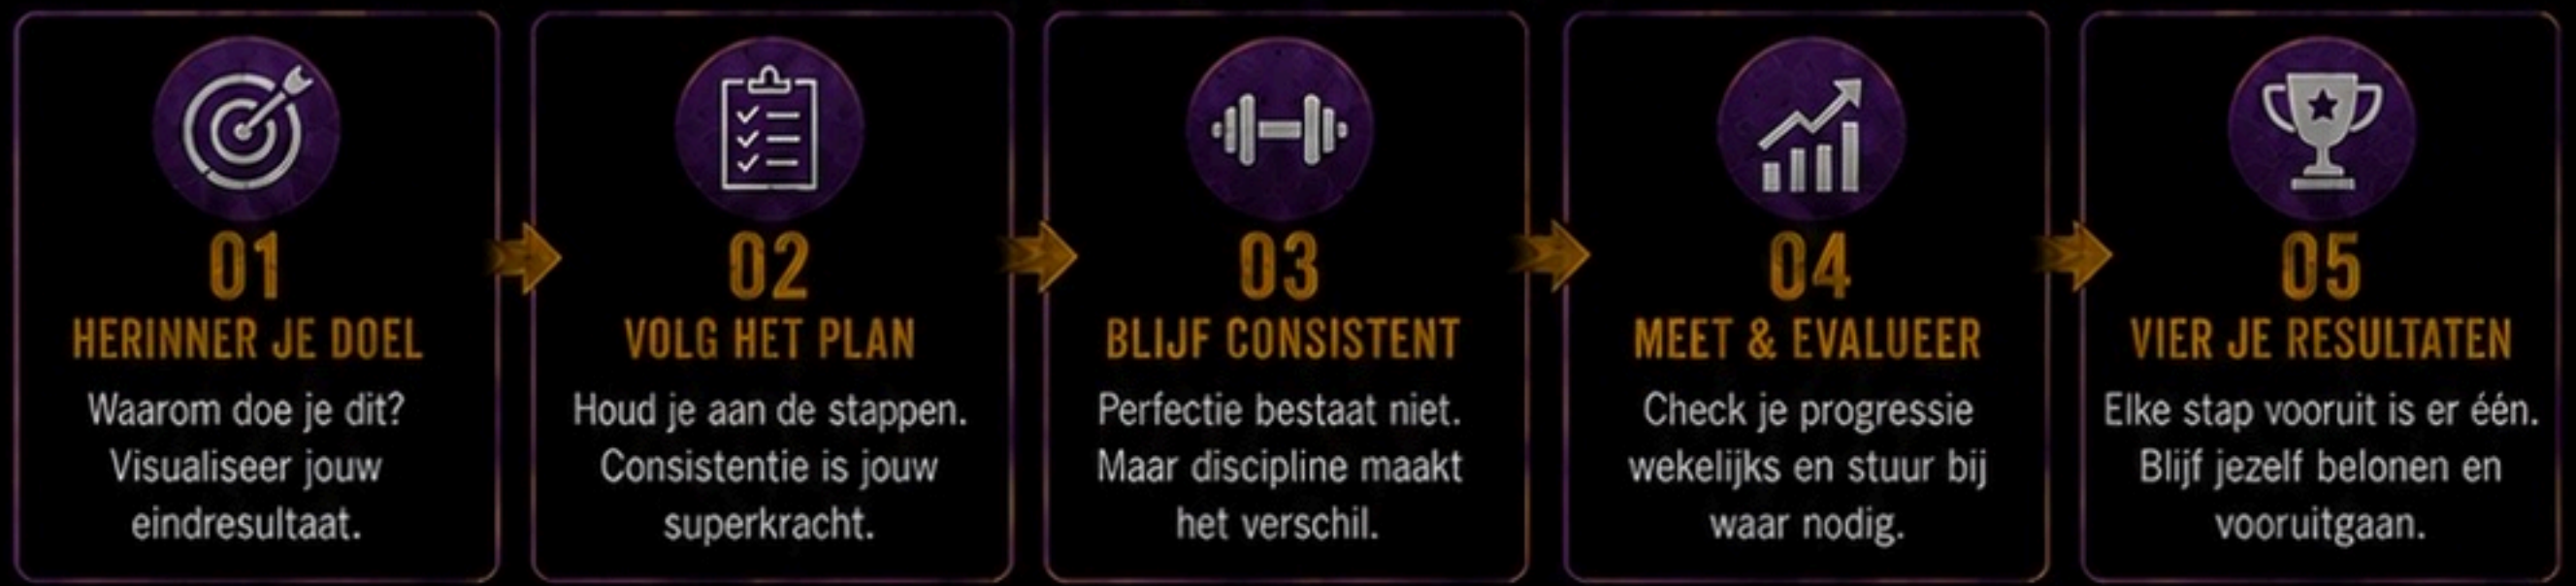 01
HERINNER JE DOEL
Waarom doe je dit?
Visualiseer jouw
eindresultaat.
02
VOLG HET PLAN
Houd je aan de stappen.
Consistentie is jouw
superkracht.
03
BLIJF CONSISTENT
Perfectie bestaat niet.
Maar discipline maakt
het verschil.
04
MEET & EVALUEER
Check je progressie
wekelijks en stuur bij
waar nodig.
05
VIER JE RESULTATEN
Elke stap vooruit is er één.
Blijf jezelf belonen en
vooruitgaan.